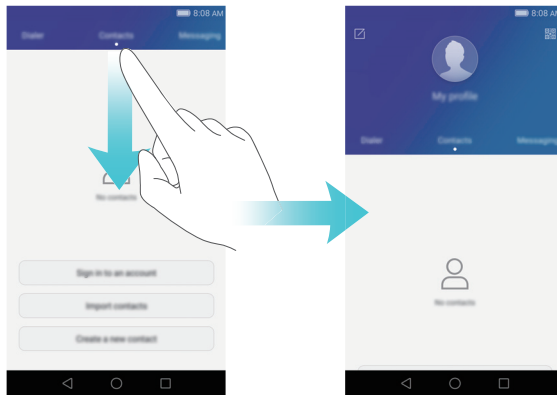 8:08 AM
Dialer Contacts Messaging
No contacts
Sign in to an account
Import contacts
Create a new contact
8:08 AM
My profile
Dialer Contacts Messaging
No contacts